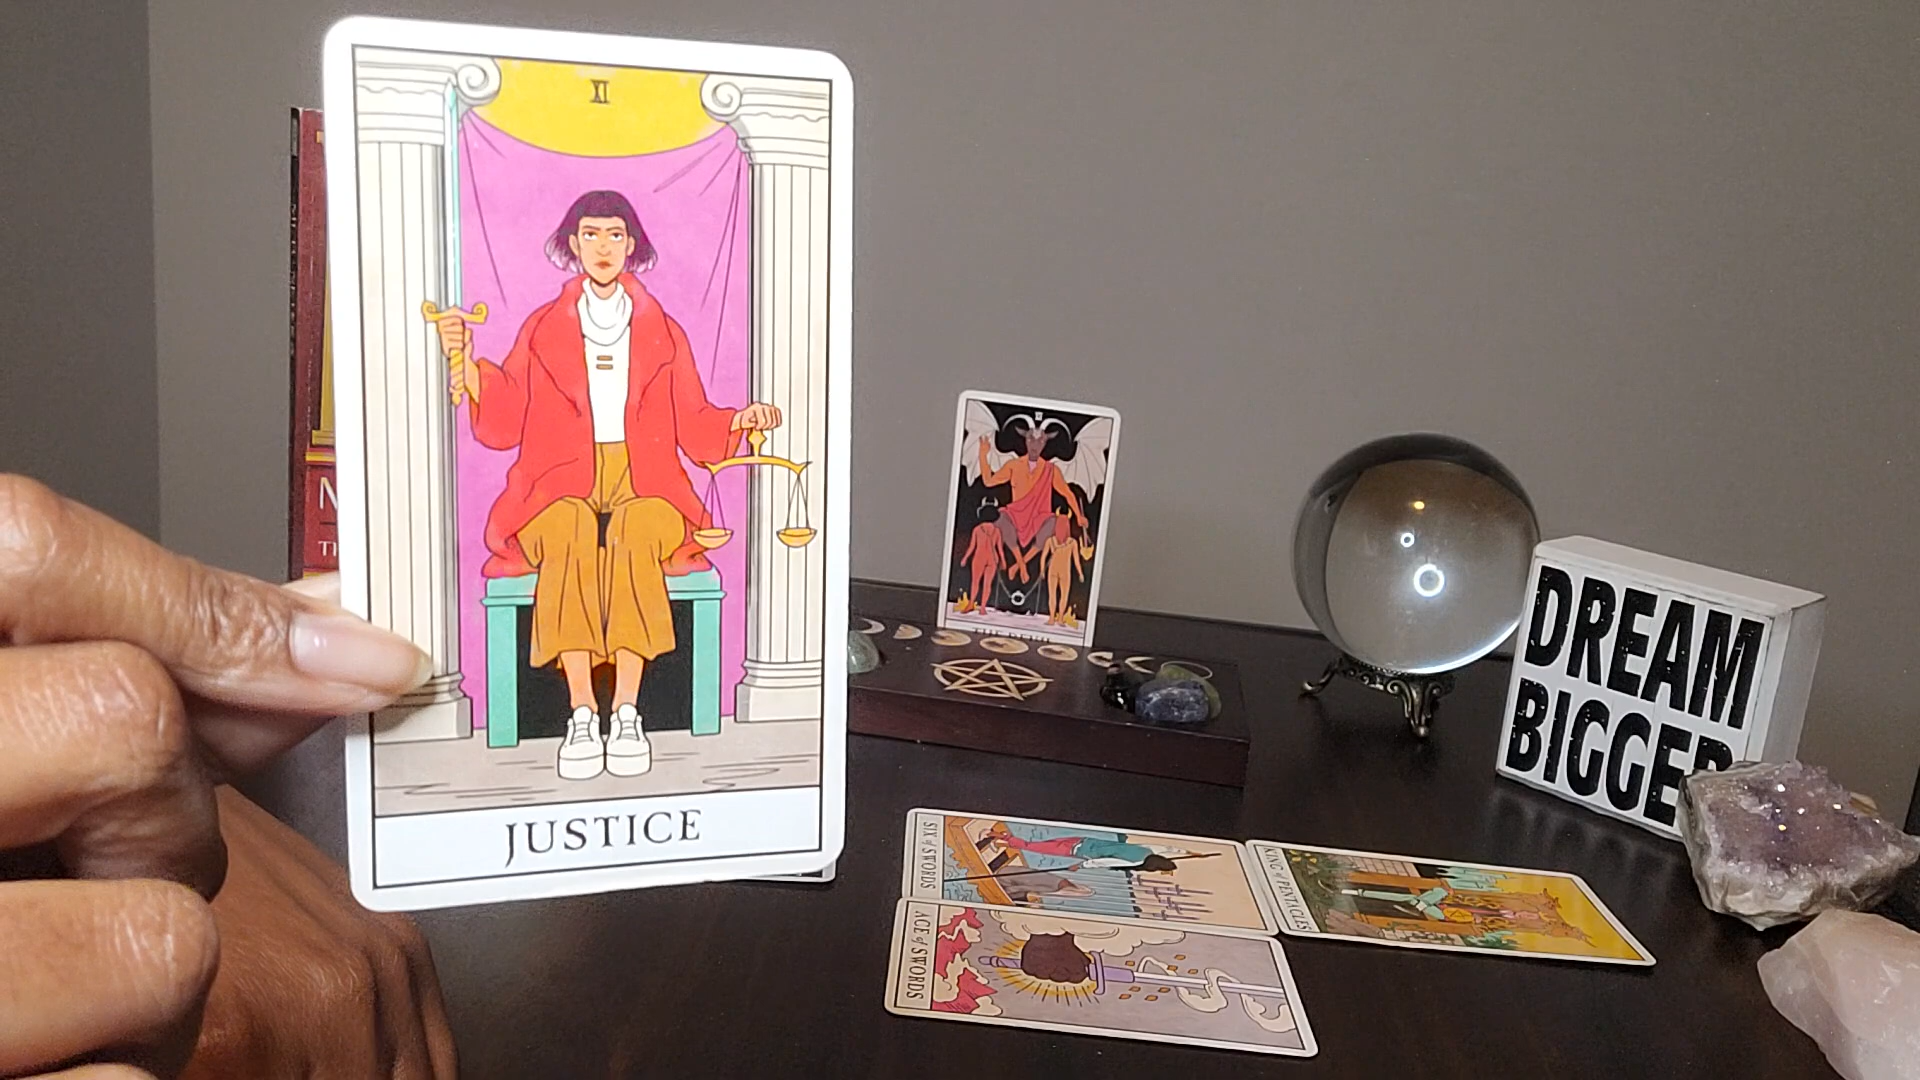 XI
JUSTICE
DREAM
BIGGER
SIX of SWORDS
KING of PENTACLES
ACE of SWORDS